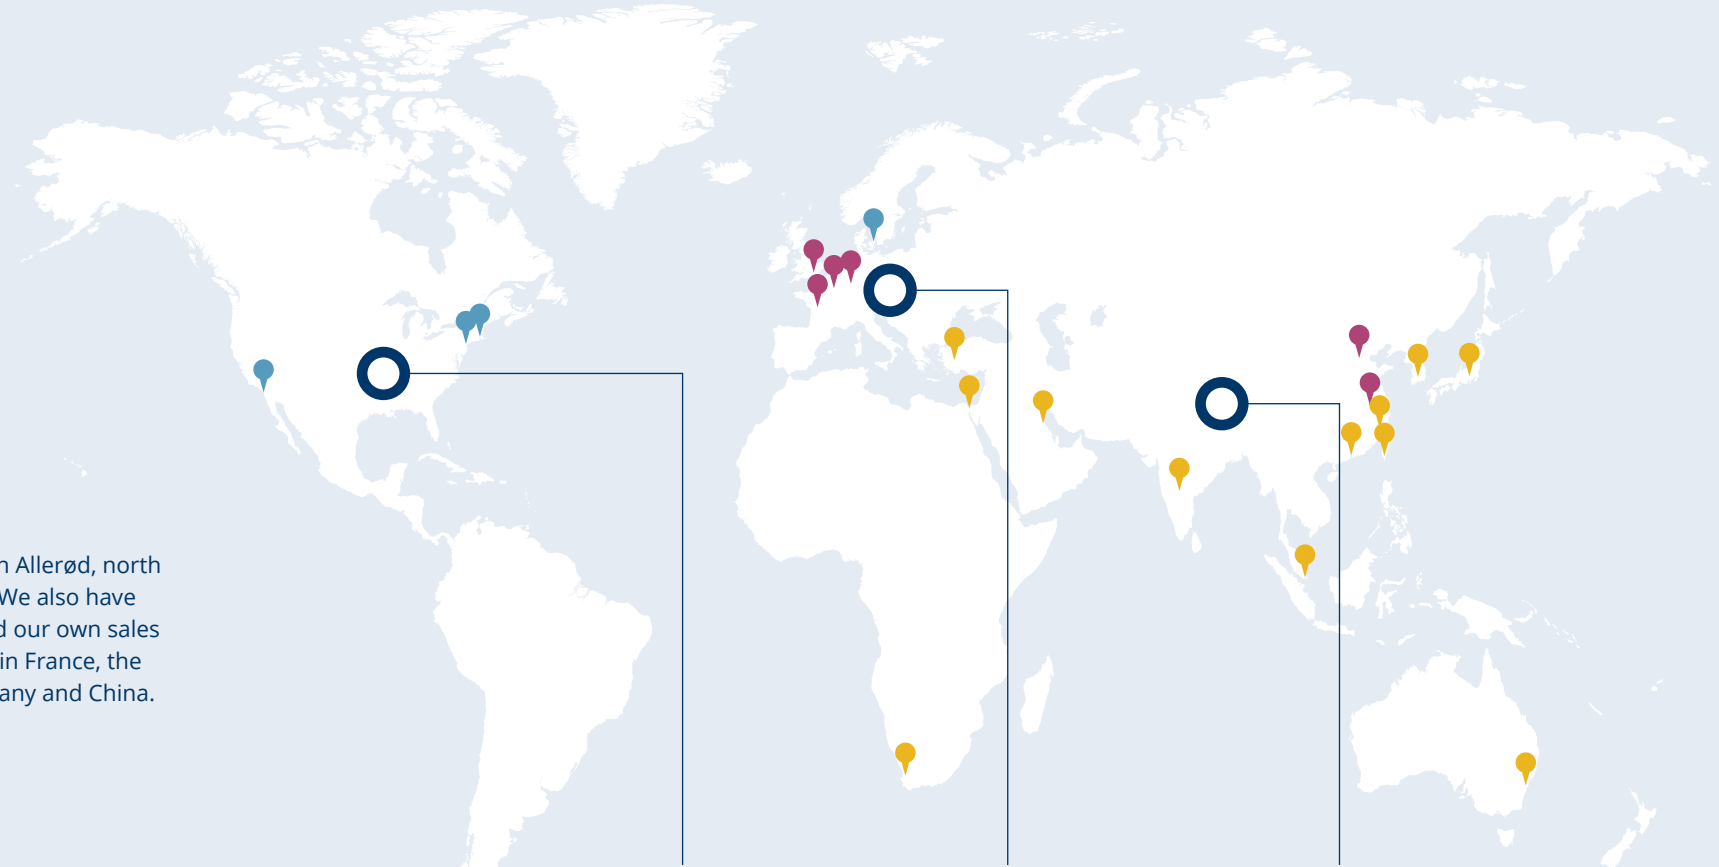 Allerød, north
We also have
our own sales
in France, the
any and China.